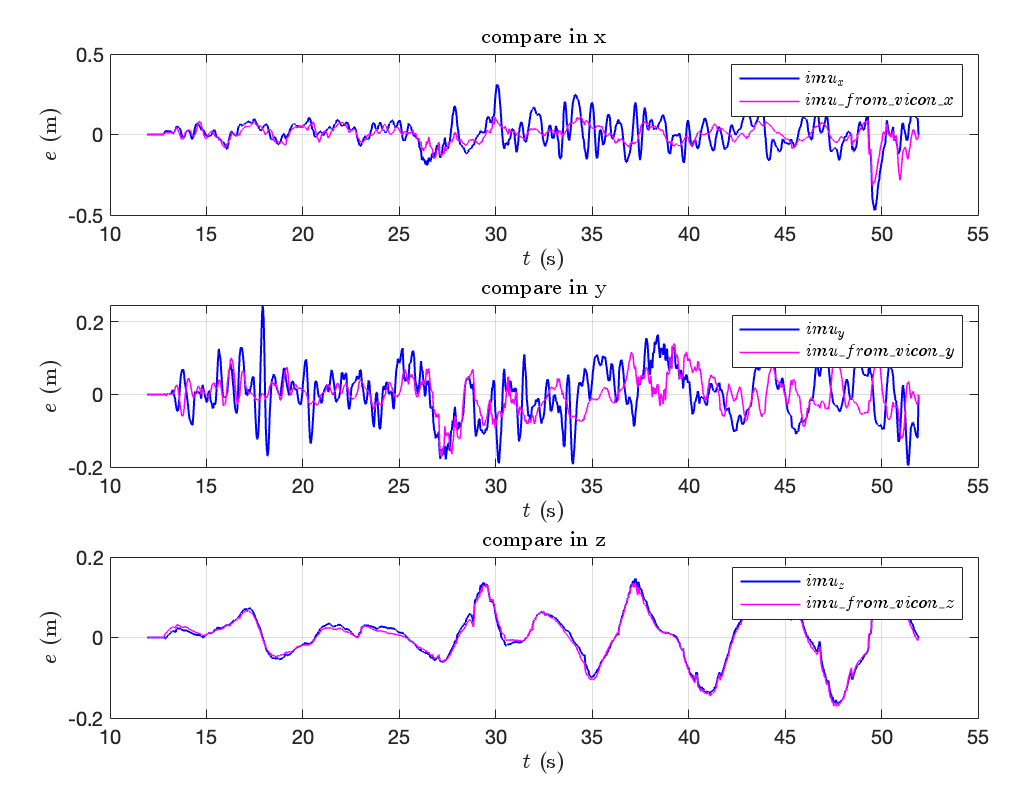 compare in x
0.5
0
-0.5
e (m)
imu_x
imu_from_vicon_x
10 15 20 25 30 35 40 45 50 55
t (s)
compare in y
0.2
0
-0.2
e (m)
imu_y
imu_from_vicon_y
10 15 20 25 30 35 40 45 50 55
t (s)
compare in z
0.2
0
-0.2
e (m)
imu_z
imu_from_vicon_z
10 15 20 25 30 35 40 45 50 55
t (s)